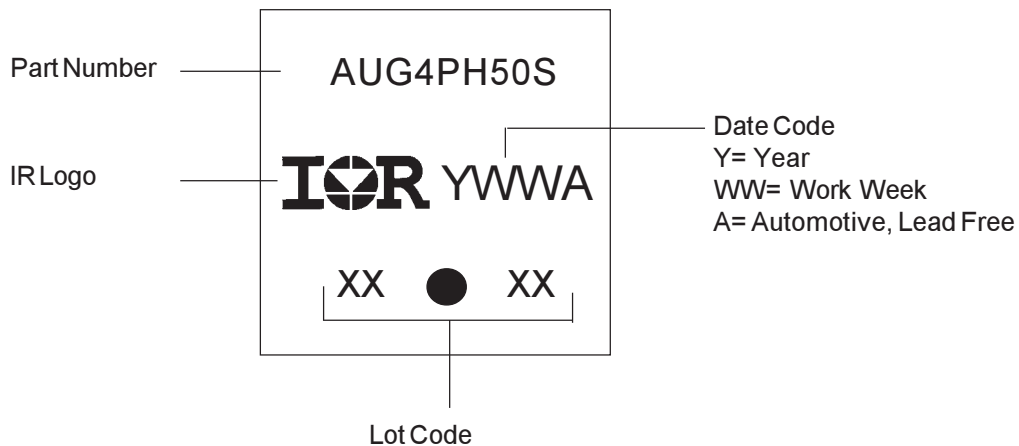 Part Number
AUG4PH50S
IR Logo
IOR YWWA
Date Code
Y= Year
WW= Work Week
A= Automotive, Lead Free
XX XX
Lot Code